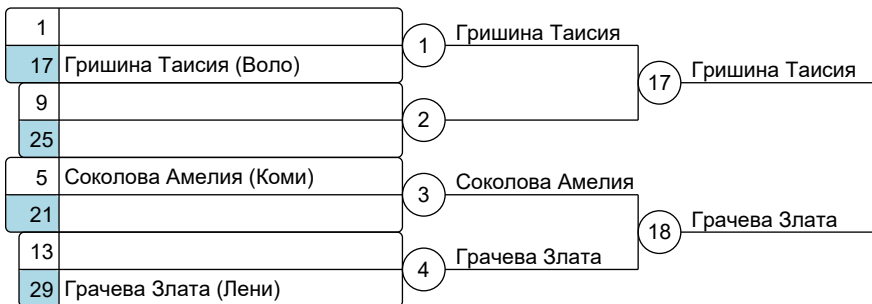 1
17 Гришина Таисия (Воло)
1 Гришина Таисия
17 Гришина Таисия
9
25
2
5 Соколова Амелия (Коми)
21
3 Соколова Амелия
18 Грачева Злата
13
29 Грачева Злата (Лени)
4 Грачева Злата